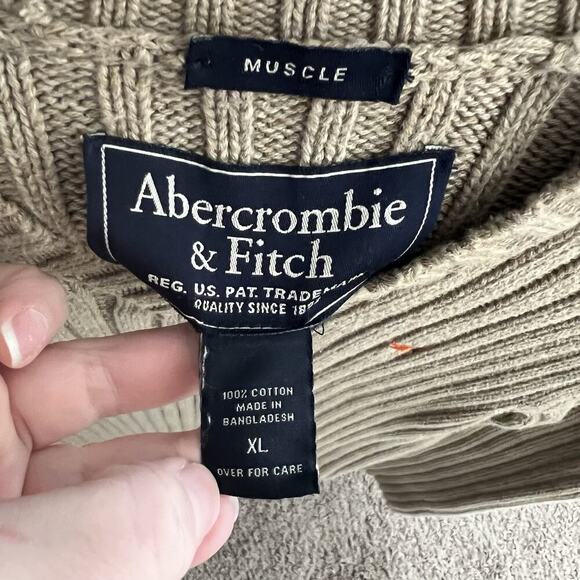 MUSCLE
Abercrombie
& Fitch
REG. U.S. PAT.
QUALITY SINCE
100% COTTON
MADE IN
BANGLADESH
XL
OVER FOR CARE